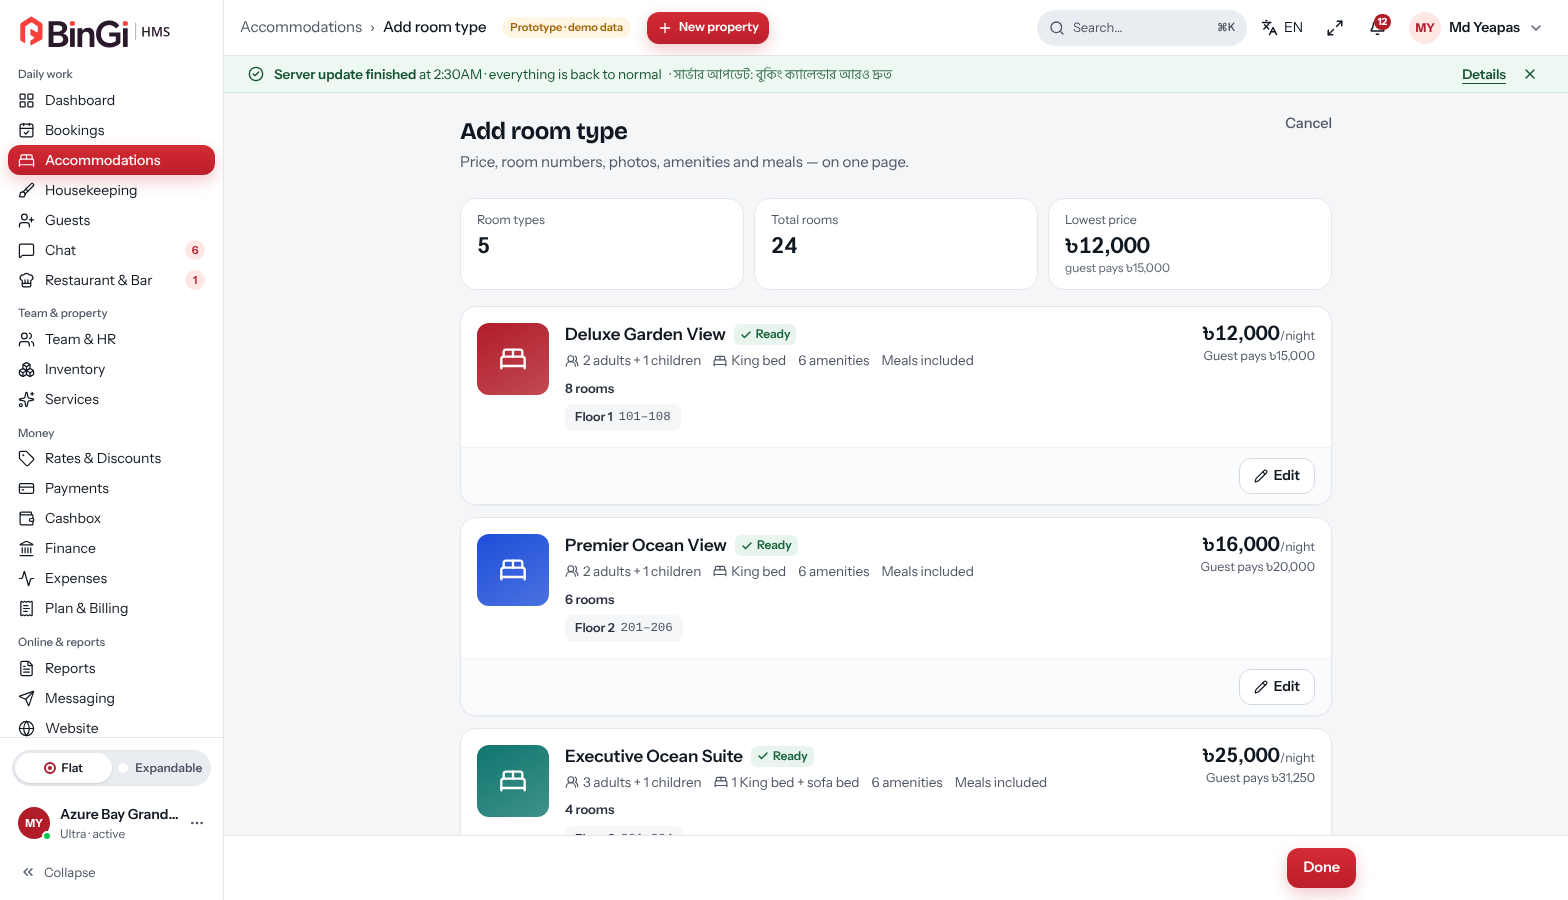 BinGi | HMS
Accommodations › Add room type
Prototype · demo data
+ New property
Search...
⌘K
EN
12
MY
Md Yeapas
Server update finished at 2:30AM · everything is back to normal · সার্ভার আপডেট: বুকিং ক্যালেন্ডার আরও দ্রুত
Details
Daily work
Dashboard
Bookings
Accommodations
Housekeeping
Guests
Chat 6
Restaurant & Bar 1
Team & property
Team & HR
Inventory
Services
Money
Rates & Discounts
Payments
Cashbox
Finance
Expenses
Plan & Billing
Online & reports
Reports
Messaging
Website
Flat
Expandable
MY
Azure Bay Grand...
Ultra · active
Collapse
Add room type
Cancel
Price, room numbers, photos, amenities and meals — on one page.
Room types
5
Total rooms
24
Lowest price
৳12,000
guest pays ৳15,000
Deluxe Garden View
Ready
৳12,000/night
2 adults + 1 children King bed 6 amenities Meals included
Guest pays ৳15,000
8 rooms
Floor 1 101–108
Edit
Premier Ocean View
Ready
৳16,000/night
2 adults + 1 children King bed 6 amenities Meals included
Guest pays ৳20,000
6 rooms
Floor 2 201–206
Edit
Executive Ocean Suite
Ready
৳25,000/night
3 adults + 1 children 1 King bed + sofa bed 6 amenities Meals included
Guest pays ৳31,250
4 rooms
Done